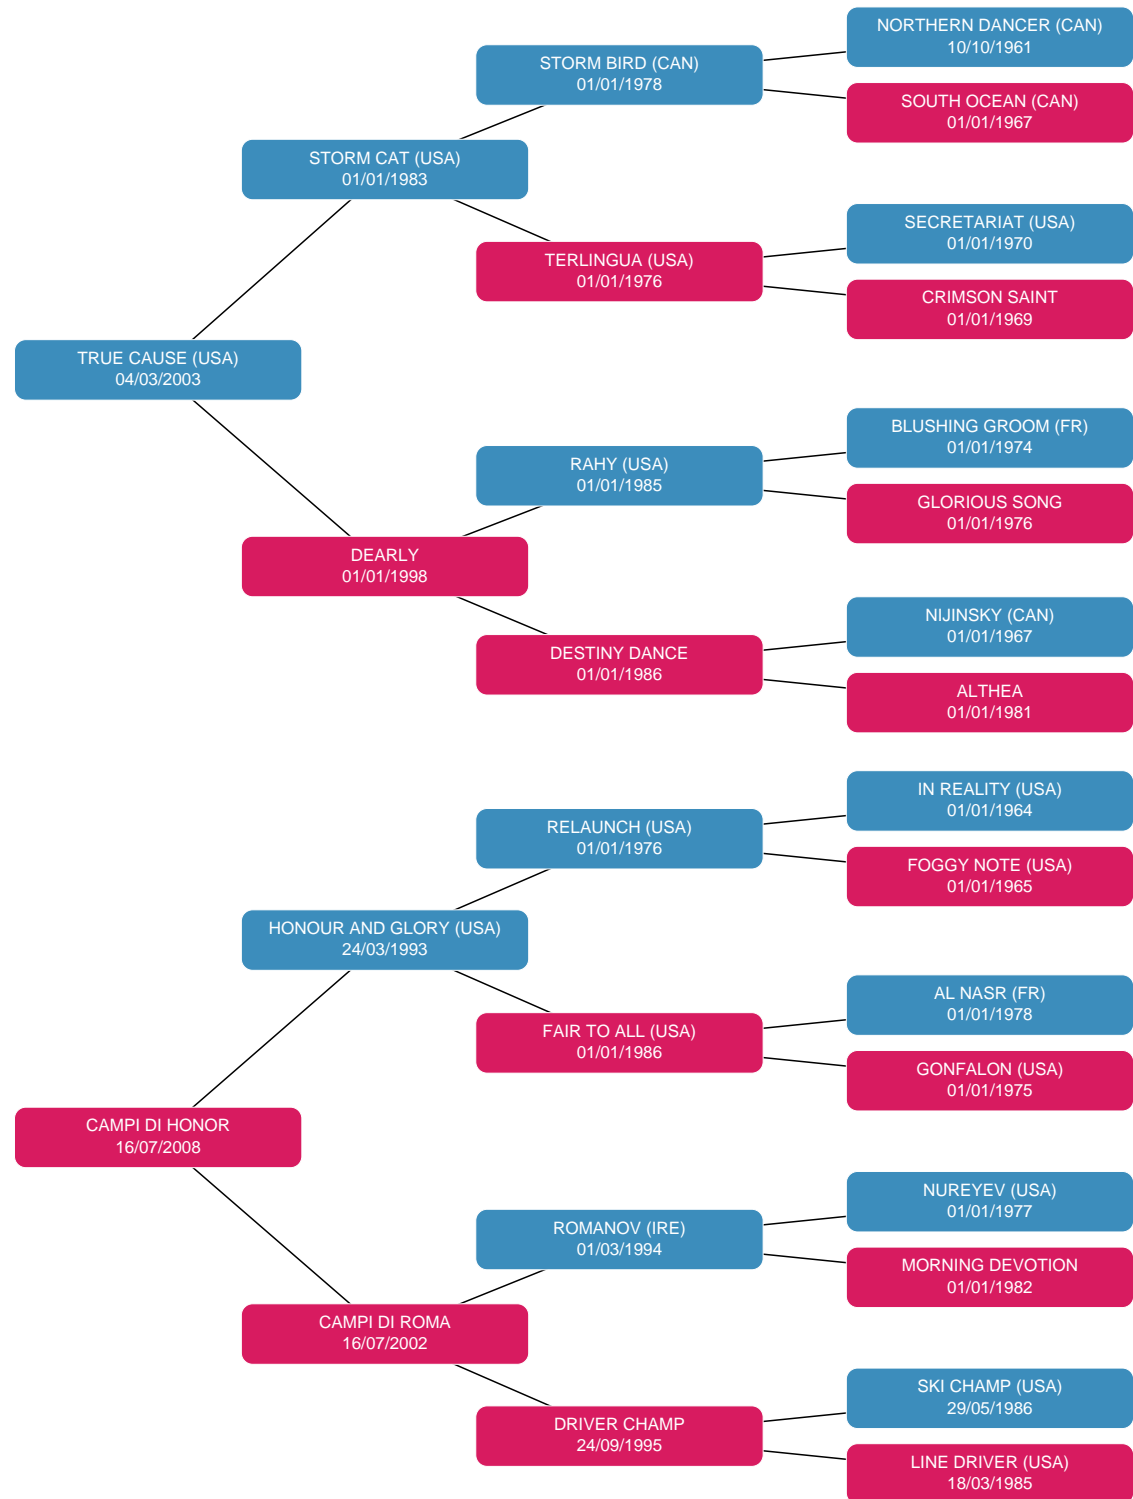 NORTHERN DANCER (CAN)
10/10/1961
STORM BIRD (CAN)
01/01/1978
SOUTH OCEAN (CAN)
01/01/1967
STORM CAT (USA)
01/01/1983
SECRETARIAT (USA)
01/01/1970
TERLINGUA (USA)
01/01/1976
CRIMSON SAINT
01/01/1969
TRUE CAUSE (USA)
04/03/2003
BLUSHING GROOM (FR)
01/01/1974
RAHY (USA)
01/01/1985
GLORIOUS SONG
01/01/1976
DEARLY
01/01/1998
NIJINSKY (CAN)
01/01/1967
DESTINY DANCE
01/01/1986
ALTHEA
01/01/1981
IN REALITY (USA)
01/01/1964
RELAUNCH (USA)
01/01/1976
FOGGY NOTE (USA)
01/01/1965
HONOUR AND GLORY (USA)
24/03/1993
AL NASR (FR)
01/01/1978
FAIR TO ALL (USA)
01/01/1986
GONFALON (USA)
01/01/1975
CAMPI DI HONOR
16/07/2008
NUREYEV (USA)
01/01/1977
ROMANOV (IRE)
01/03/1994
MORNING DEVOTION
01/01/1982
CAMPI DI ROMA
16/07/2002
SKI CHAMP (USA)
29/05/1986
DRIVER CHAMP
24/09/1995
LINE DRIVER (USA)
18/03/1985